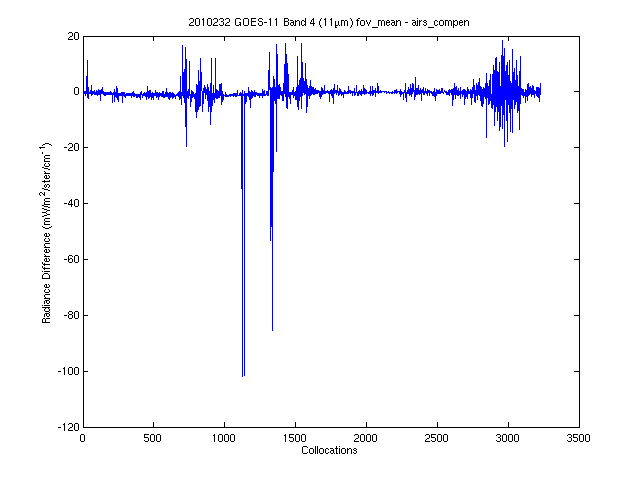 2010232 GOES-11 Band 4 (11μm) fov_mean - airs_compen
20
0
-20
-40
-60
-80
-100
-120
Radiance Difference (mW/m²/ster/cm⁻¹)
0 500 1000 1500 2000 2500 3000 3500
Collocations